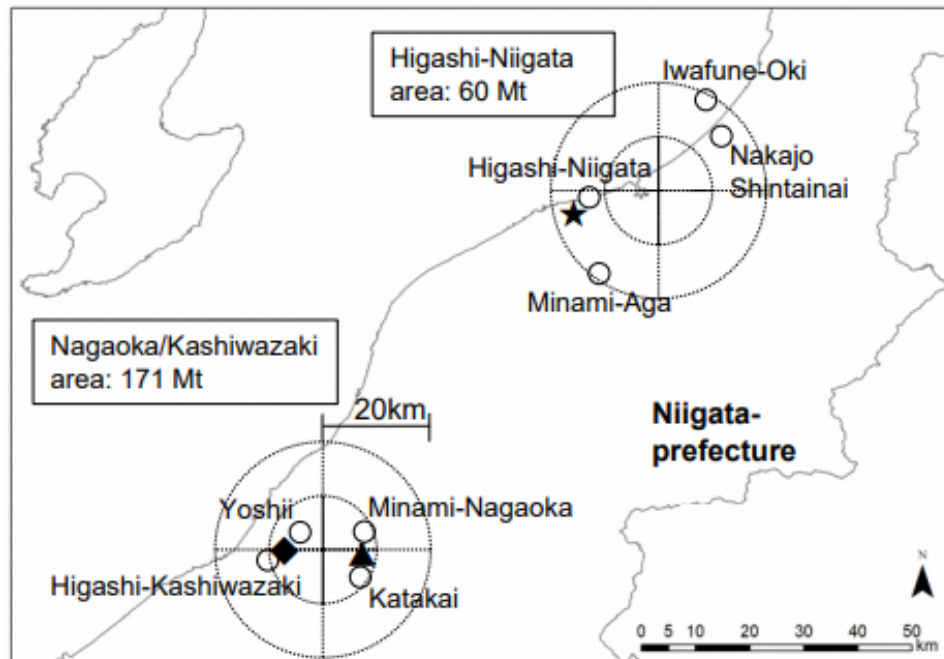 Higashi-Niigata
area: 60 Mt
Iwafune-Oki
Higashi-Niigata
Nakajo
Shintainai
Minami-Aga
Nagaoka/Kashiwazaki
area: 171 Mt
20km
Niigata-
prefecture
Yoshii
Minami-Nagaoka
Higashi-Kashiwazaki
Katakai
N
0 5 10 20 30 40 50
km